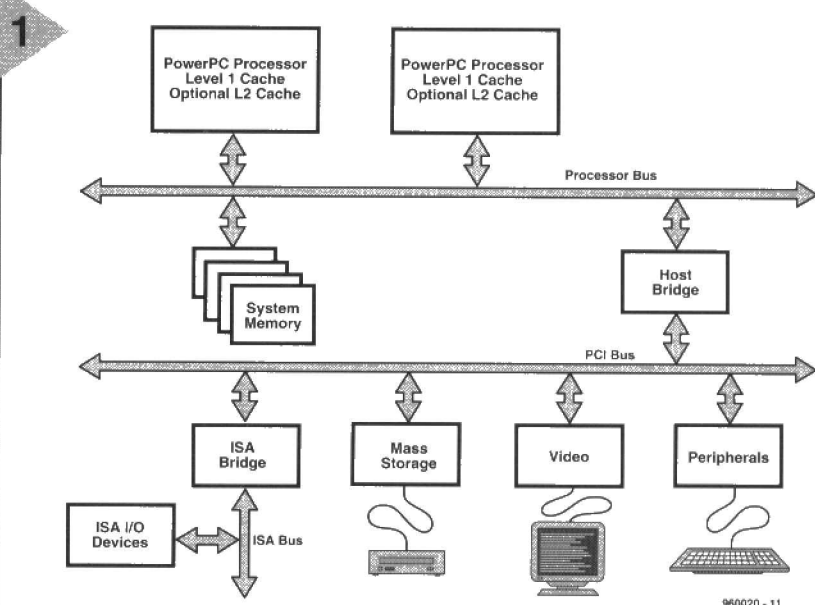 1
PowerPC Processor
Level 1 Cache
Optional L2 Cache
PowerPC Processor
Level 1 Cache
Optional L2 Cache
Processor Bus
System
Memory
Host
Bridge
PCI Bus
ISA
Bridge
Mass
Storage
Video
Peripherals
ISA I/O
Devices
ISA Bus
960020 - 11